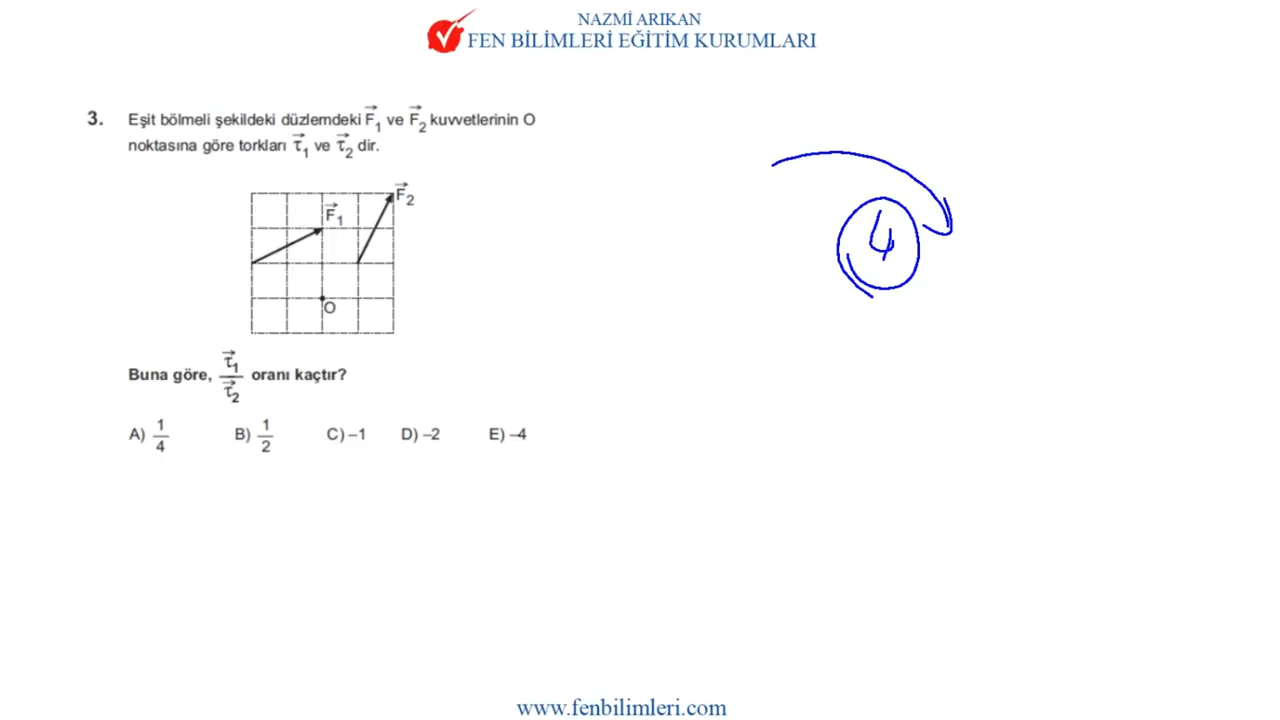 NAZMİ ARIKAN
FEN BİLİMLERİ EĞİTİM KURUMLARI
3. Eşit bölmeli şekildeki düzlemdeki F⃗₁ ve F⃗₂ kuvvetlerinin O
noktasına göre torkları τ⃗₁ ve τ⃗₂ dir.
F⃗₂
F⃗₁
O
Buna göre, τ⃗₁/τ⃗₂ oranı kaçtır?
A) 1/4 B) 1/2 C) –1 D) –2 E) –4
4
www.fenbilimleri.com